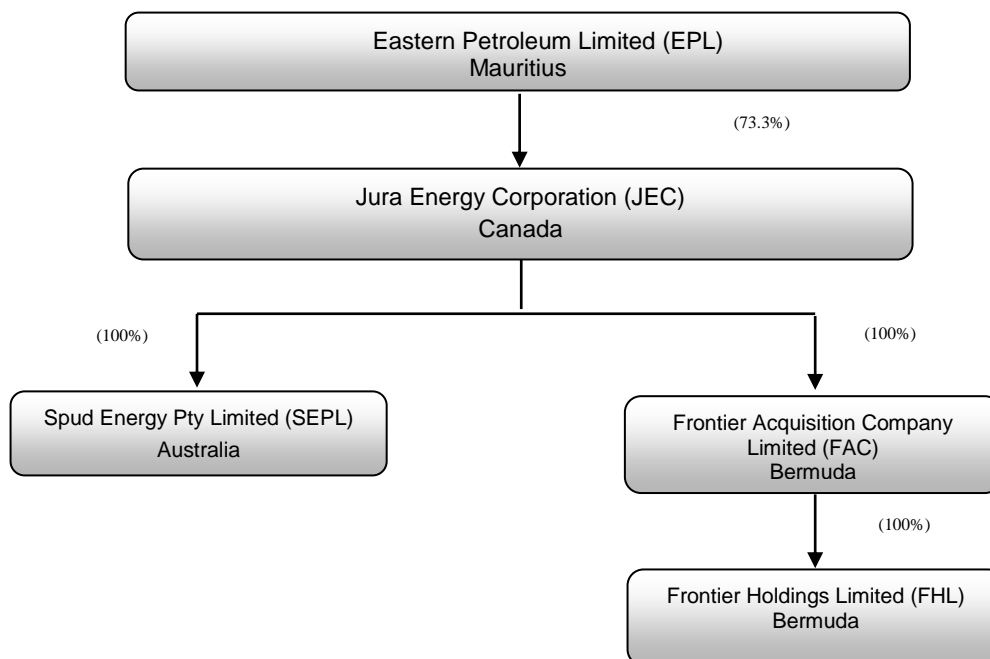 Eastern Petroleum Limited (EPL)
Mauritius
(73.3%)
Jura Energy Corporation (JEC)
Canada
(100%)
(100%)
Spud Energy Pty Limited (SEPL)
Australia
Frontier Acquisition Company
Limited (FAC)
Bermuda
(100%)
Frontier Holdings Limited (FHL)
Bermuda